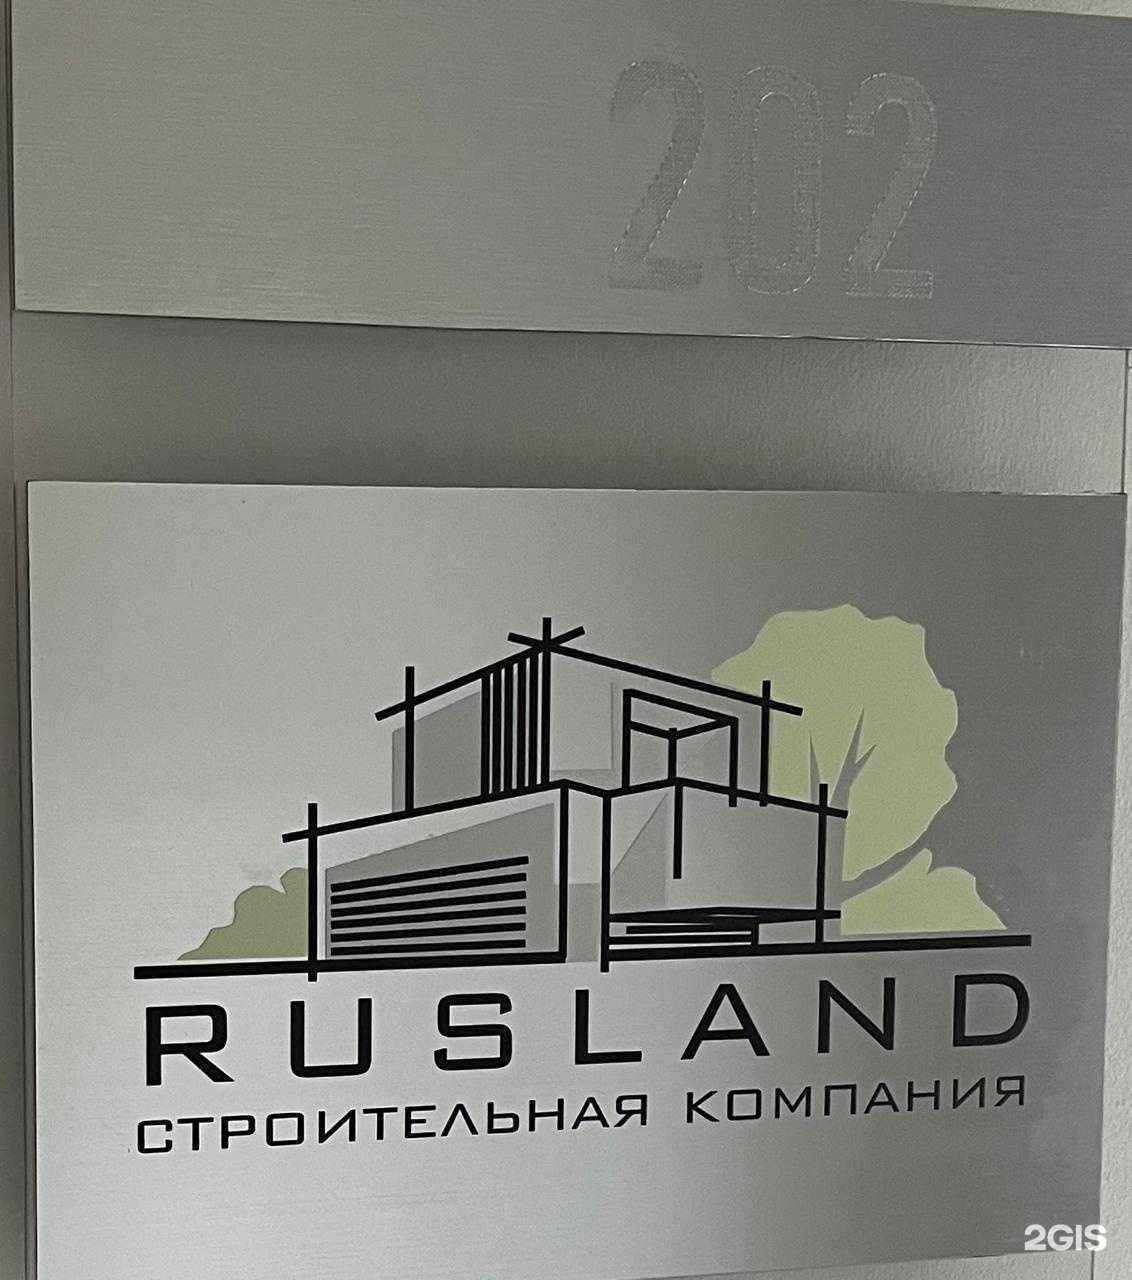 202
RUSLAND
СТРОИТЕЛЬНАЯ КОМПАНИЯ
2GIS